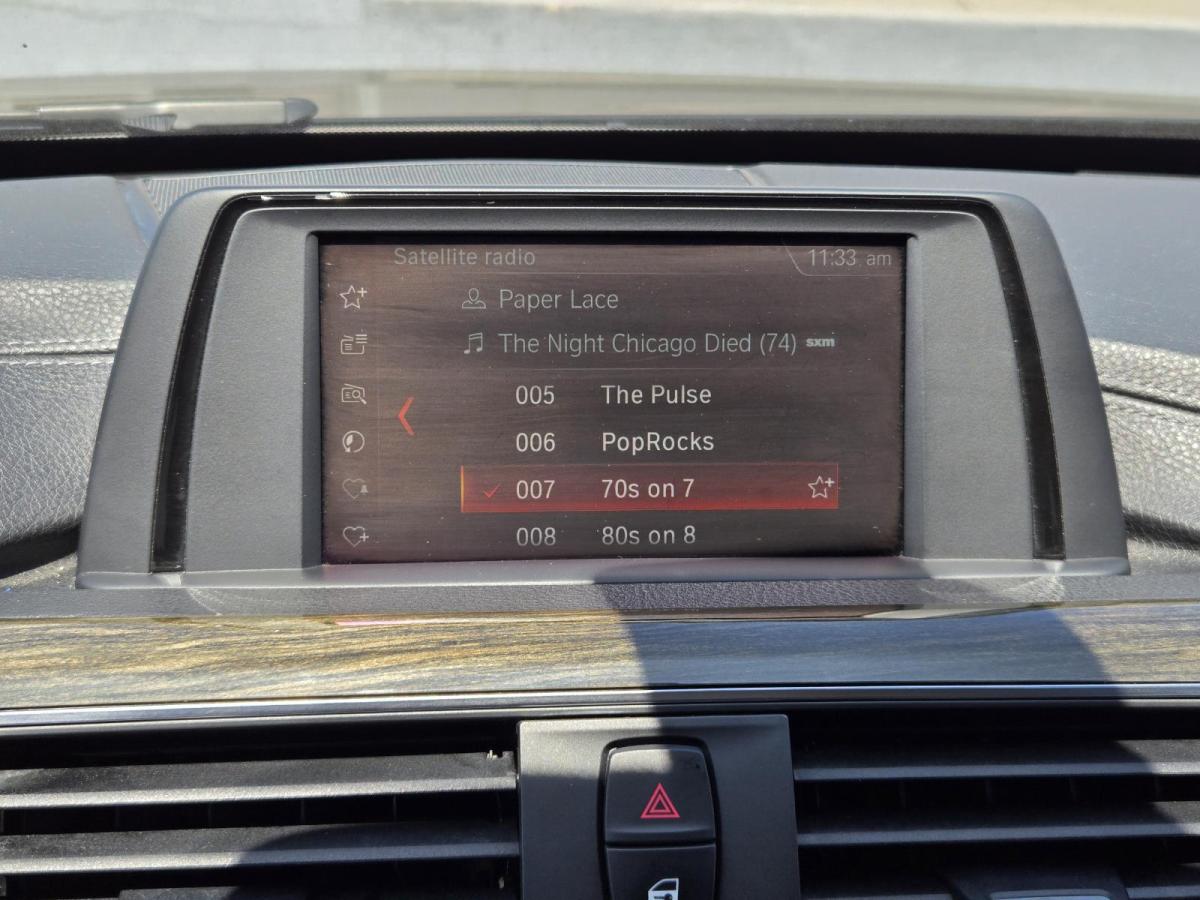 Satellite radio 11:33 am
Paper Lace
The Night Chicago Died (74) sxm
005 The Pulse
006 PopRocks
007 70s on 7
008 80s on 8